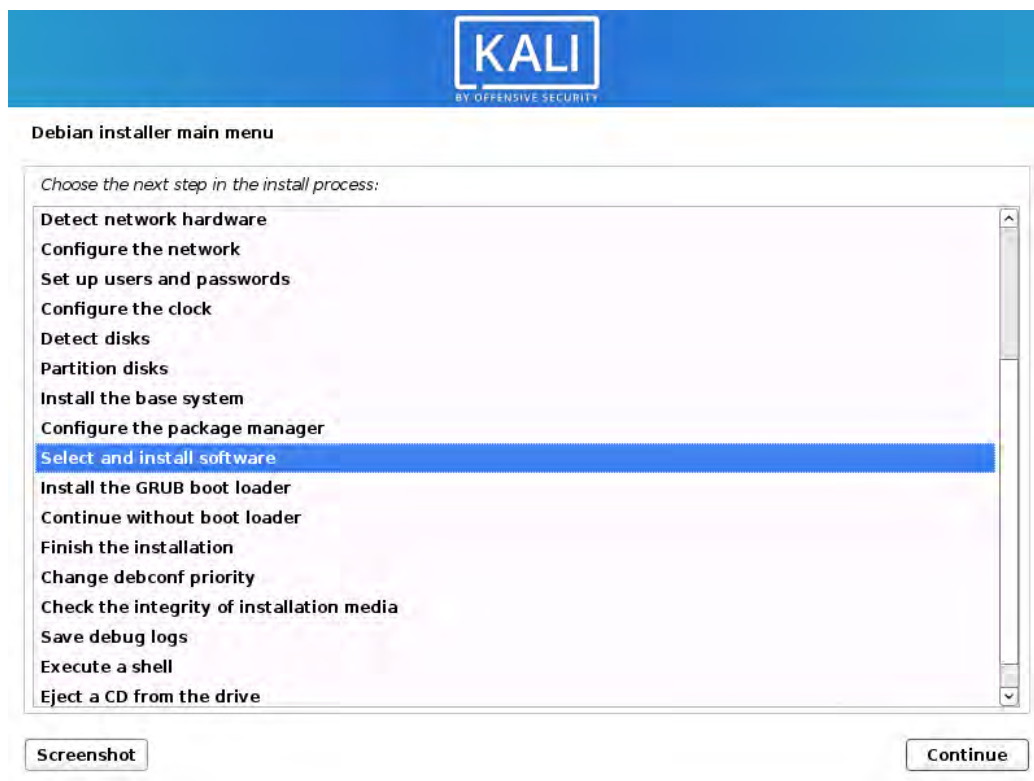 KALI
BY OFFENSIVE SECURITY
Debian installer main menu
Choose the next step in the install process:
Detect network hardware
Configure the network
Set up users and passwords
Configure the clock
Detect disks
Partition disks
Install the base system
Configure the package manager
Select and install software
Install the GRUB boot loader
Continue without boot loader
Finish the installation
Change debconf priority
Check the integrity of installation media
Save debug logs
Execute a shell
Eject a CD from the drive
Screenshot
Continue